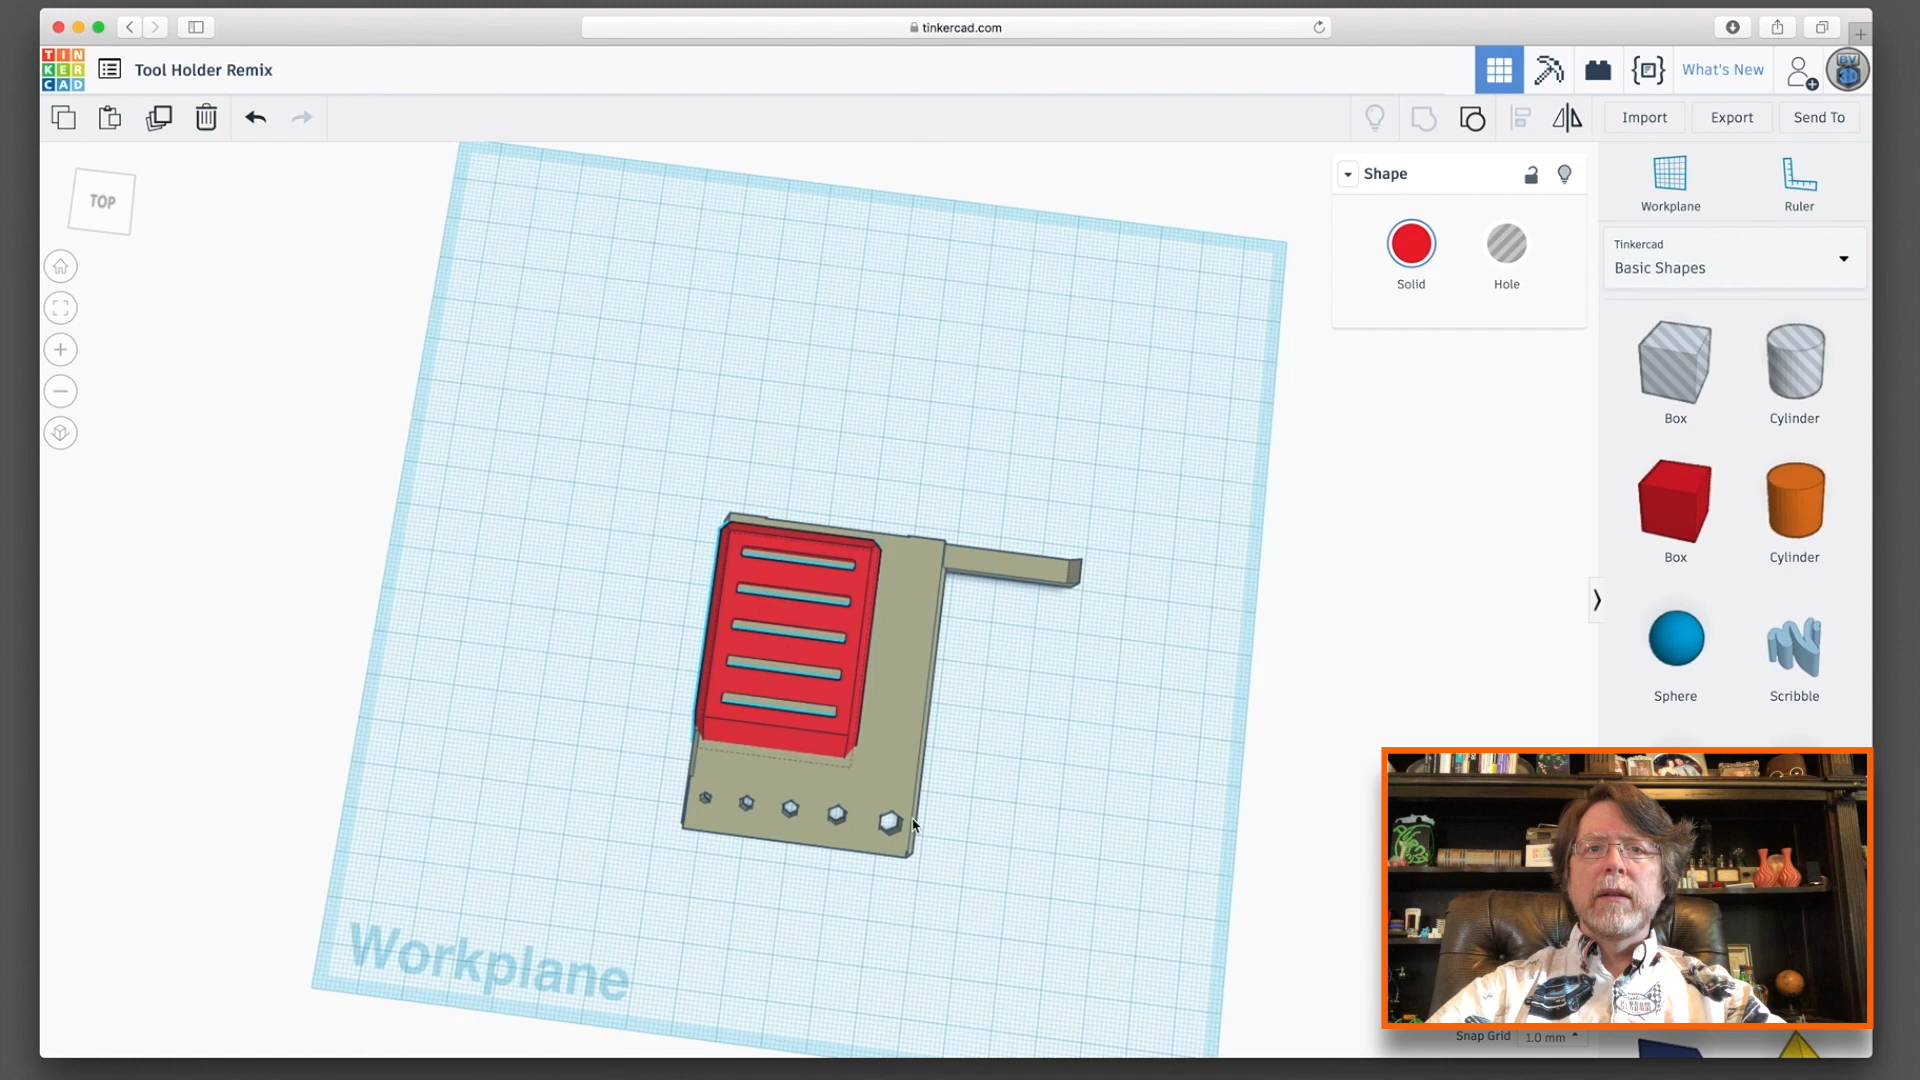 tinkercad.com
TIN
KER
CAD
Tool Holder Remix
What's New
Import
Export
Send To
TOP
Shape
Solid
Hole
Workplane
Ruler
Tinkercad
Basic Shapes
Box
Cylinder
Box
Cylinder
Sphere
Scribble
Workplane
Snap Grid 1.0 mm